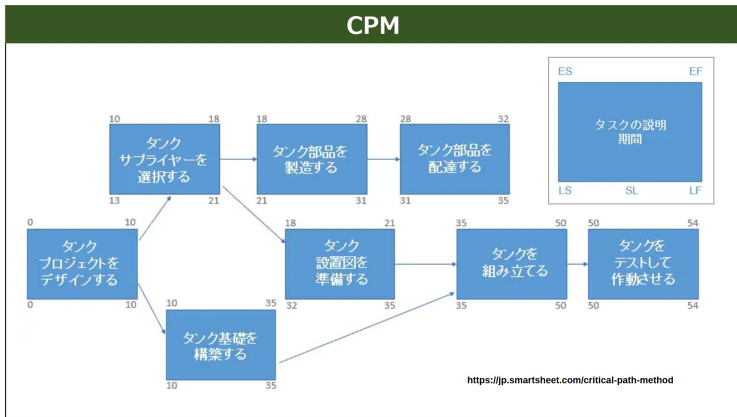 CPM
ES EF
タスクの説明
期間
LS SL LF
10 18
タンク
サプライヤーを
選択する
13 21
18 28
タンク部品を
製造する
21 31
28 32
タンク部品を
配達する
31 35
0 10
タンク
プロジェクトを
デザインする
0 10
18 21
タンク
設置図を
準備する
32 35
35 50
タンクを
組み立てる
35 50
50 54
タンクを
テストして
作動させる
50 54
10 35
タンク基礎を
構築する
10 35
https://jp.smartsheet.com/critical-path-method